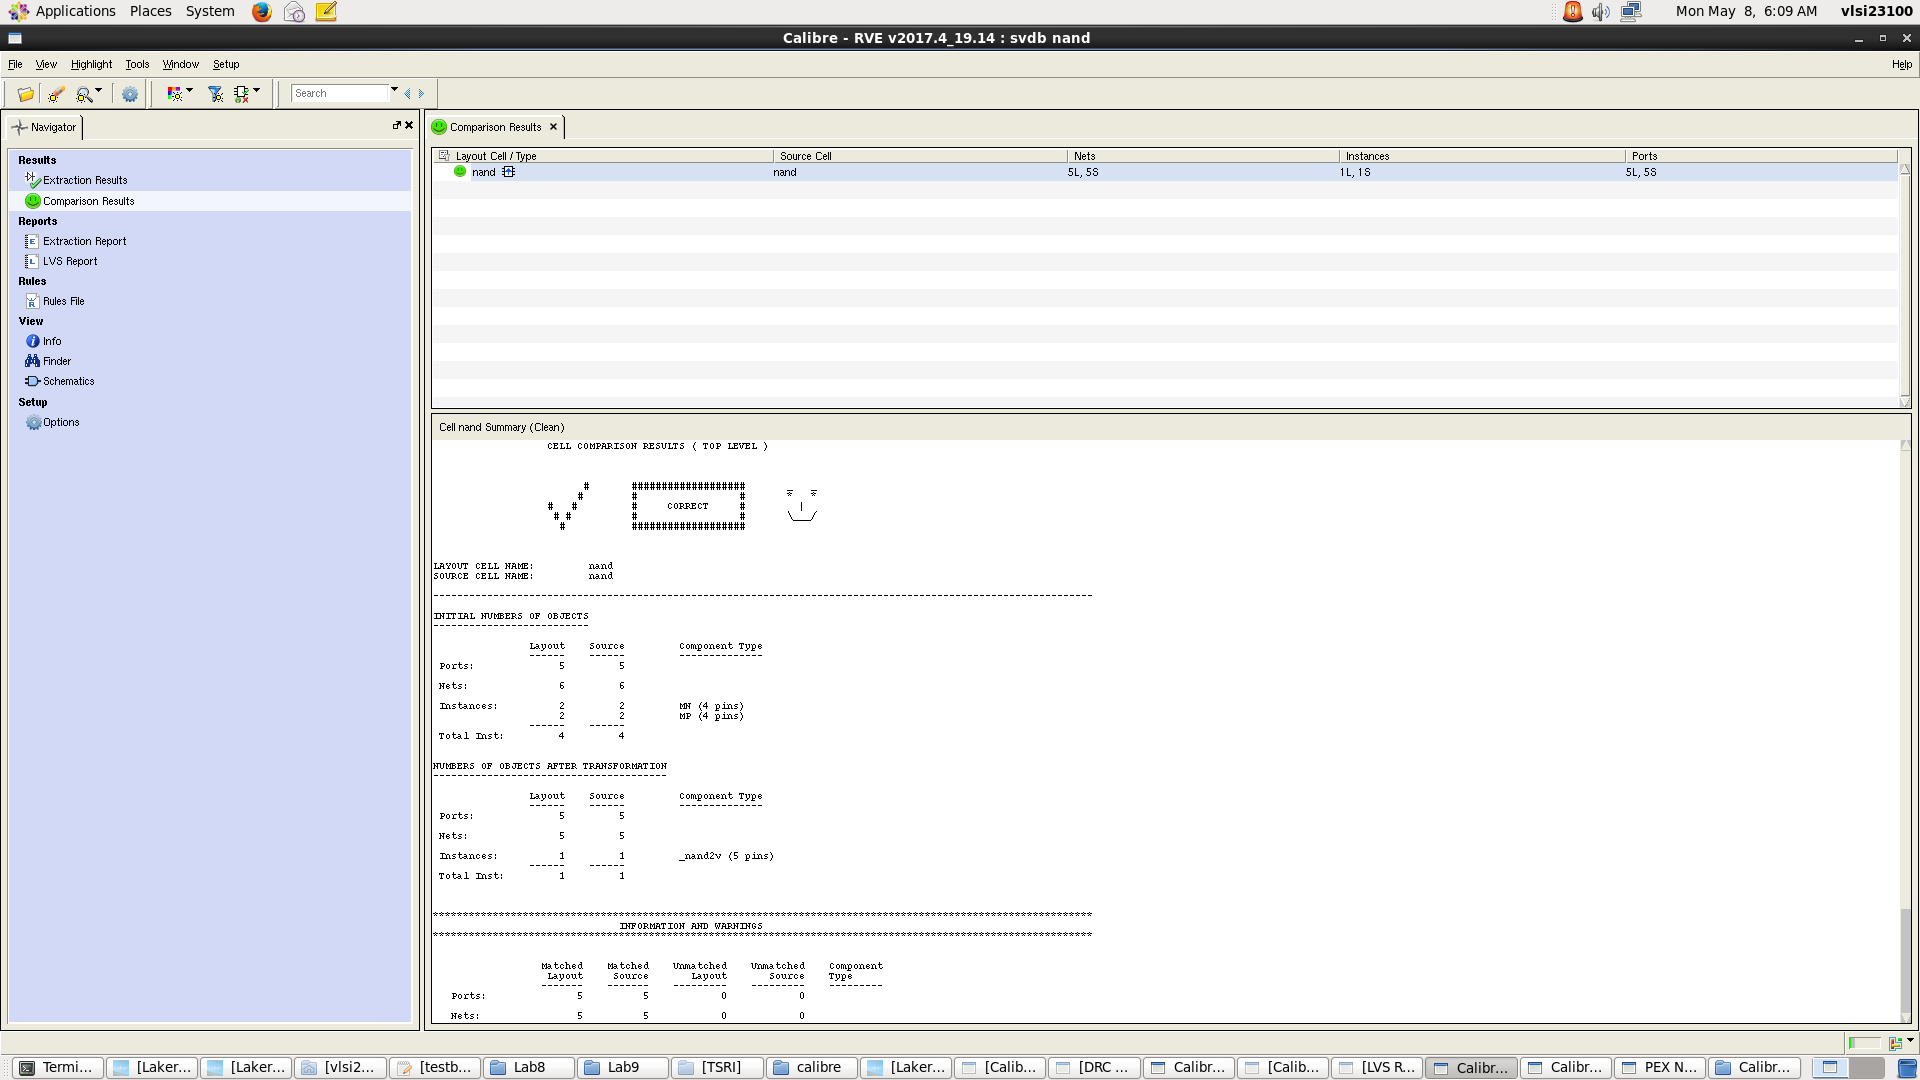 Applications Places System Mon May 8, 6:09 AM vlsi23100
Calibre - RVE v2017.4_19.14 : svdb nand
File View Highlight Tools Window Setup Help
Search
Navigator
Results
Extraction Results
Comparison Results
Reports
Extraction Report
LVS Report
Rules
Rules File
View
Info
Finder
Schematics
Setup
Options
Comparison Results
Layout Cell / Type Source Cell Nets Instances Ports
nand nand 5L, 5S 1L, 1S 5L, 5S
Cell nand Summary (Clean)
CELL COMPARISON RESULTS ( TOP LEVEL )
# ###################
# # # * *
# # # CORRECT # |
# # # # \___/
# ###################
LAYOUT CELL NAME: nand
SOURCE CELL NAME: nand
INITIAL NUMBERS OF OBJECTS
Layout Source Component Type
Ports: 5 5
Nets: 6 6
Instances: 2 2 MN (4 pins)
2 2 MP (4 pins)
Total Inst: 4 4
NUMBERS OF OBJECTS AFTER TRANSFORMATION
Layout Source Component Type
Ports: 5 5
Nets: 5 5
Instances: 1 1 _nand2v (5 pins)
Total Inst: 1 1
INFORMATION AND WARNINGS
Matched Matched Unmatched Unmatched Component
Layout Source Layout Source Type
Ports: 5 5 0 0
Nets: 5 5 0 0
Termi... [Laker... [Laker... [vlsi2... [testb... Lab8 Lab9 [TSRI] calibre [Laker... [Calib... [DRC ... Calibr... [Calib... [LVS R... Calibr... Calibr... PEX N... Calibr...